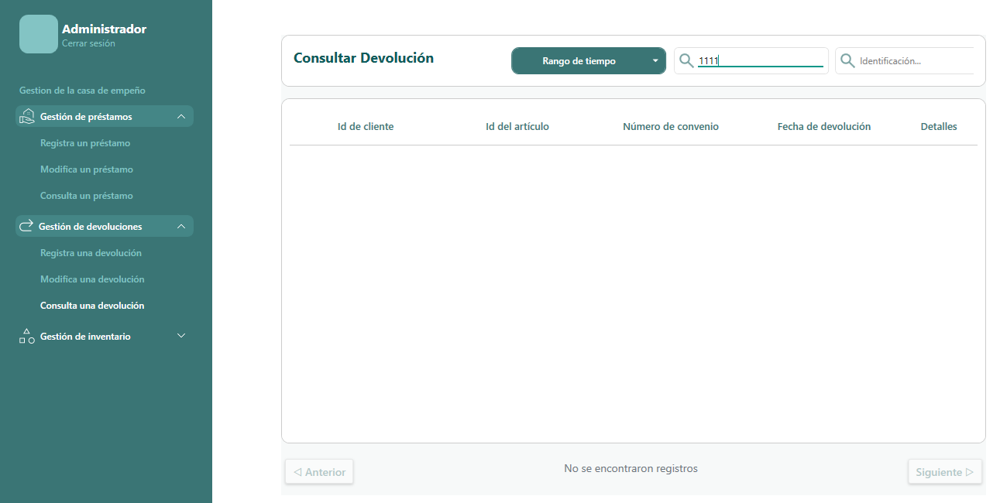 Administrador
Cerrar sesión
Gestion de la casa de empeño
Gestión de préstamos
Registra un préstamo
Modifica un préstamo
Consulta un préstamo
Gestión de devoluciones
Registra una devolución
Modifica una devolución
Consulta una devolución
Gestión de inventario
Consultar Devolución
Rango de tiempo
1111
Identificación...
Id de cliente Id del artículo Número de convenio Fecha de devolución Detalles
Anterior
No se encontraron registros
Siguiente